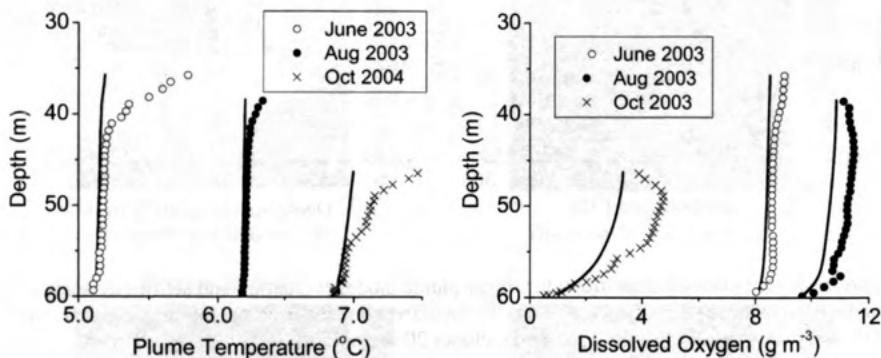 30
40
50
60
Depth (m)
June 2003
Aug 2003
Oct 2004
5.0 6.0 7.0
Plume Temperature (°C)
30
40
50
60
Depth (m)
June 2003
Aug 2003
Oct 2003
0 4 8 12
Dissolved Oxygen (g m⁻³)